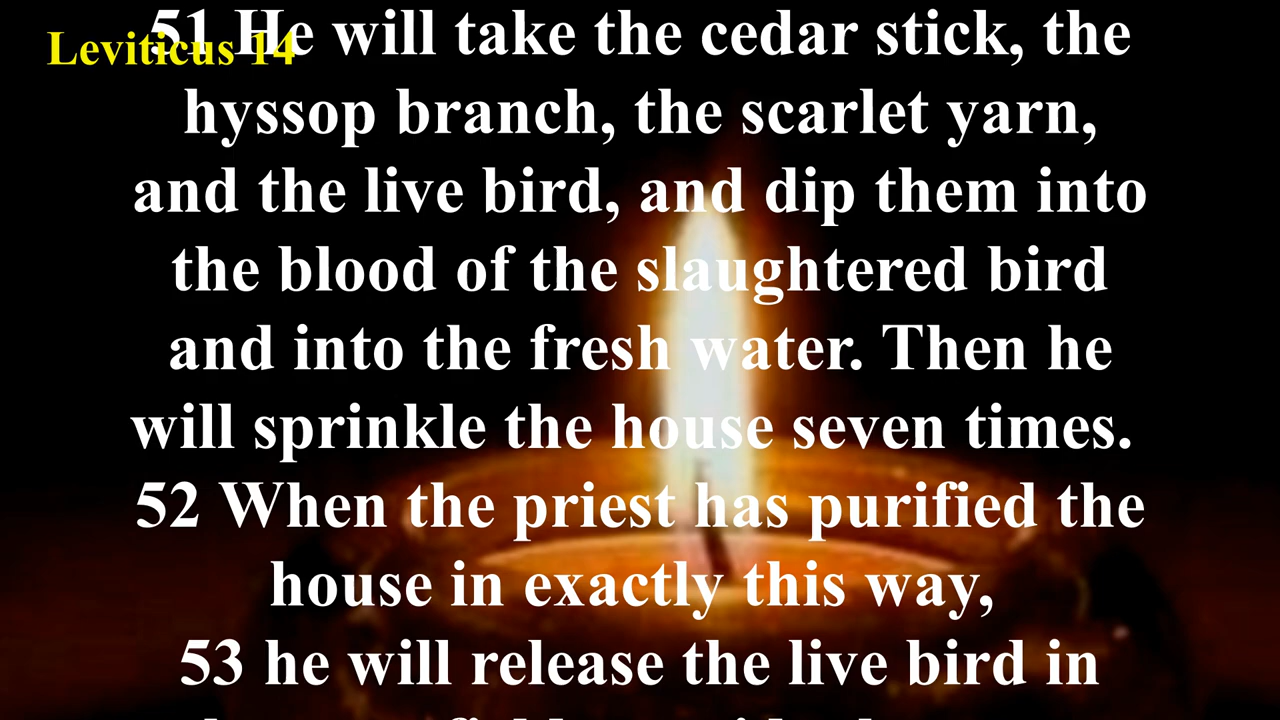 Leviticus 14
51 He will take the cedar stick, the
hyssop branch, the scarlet yarn,
and the live bird, and dip them into
the blood of the slaughtered bird
and into the fresh water. Then he
will sprinkle the house seven times.
52 When the priest has purified the
house in exactly this way,
53 he will release the live bird in